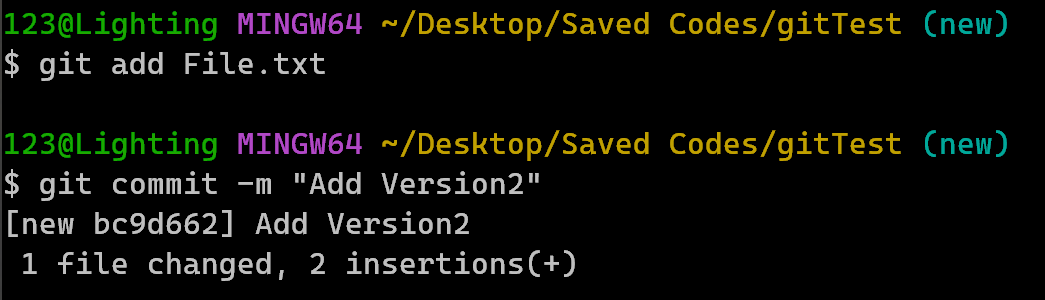 123@Lighting MINGW64 ~/Desktop/Saved Codes/gitTest (new)
$ git add File.txt
123@Lighting MINGW64 ~/Desktop/Saved Codes/gitTest (new)
$ git commit -m "Add Version2"
[new bc9d662] Add Version2
 1 file changed, 2 insertions(+)